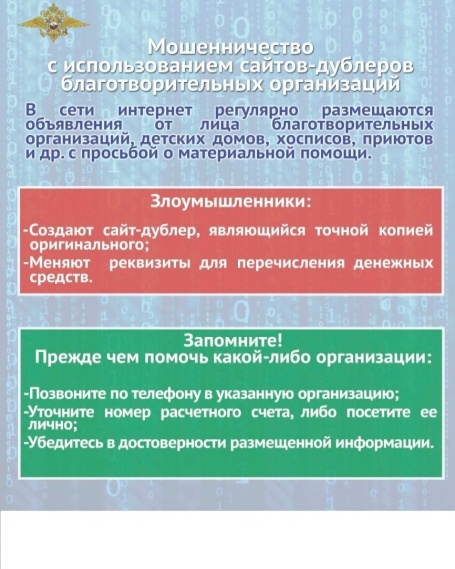 Мошенничество
с использованием сайтов-дублеров
благотворительных организаций
В сети интернет регулярно размещаются
объявления от лица благотворительных
организаций, детских домов, хосписов, приютов
и др. с просьбой о материальной помощи.
Злоумышленники:
-Создают сайт-дублер, являющийся точной копией
оригинального;
-Меняют реквизиты для перечисления денежных
средств.
Запомните!
Прежде чем помочь какой-либо организации:
-Позвоните по телефону в указанную организацию;
-Уточните номер расчетного счета, либо посетите ее
лично;
-Убедитесь в достоверности размещенной информации.